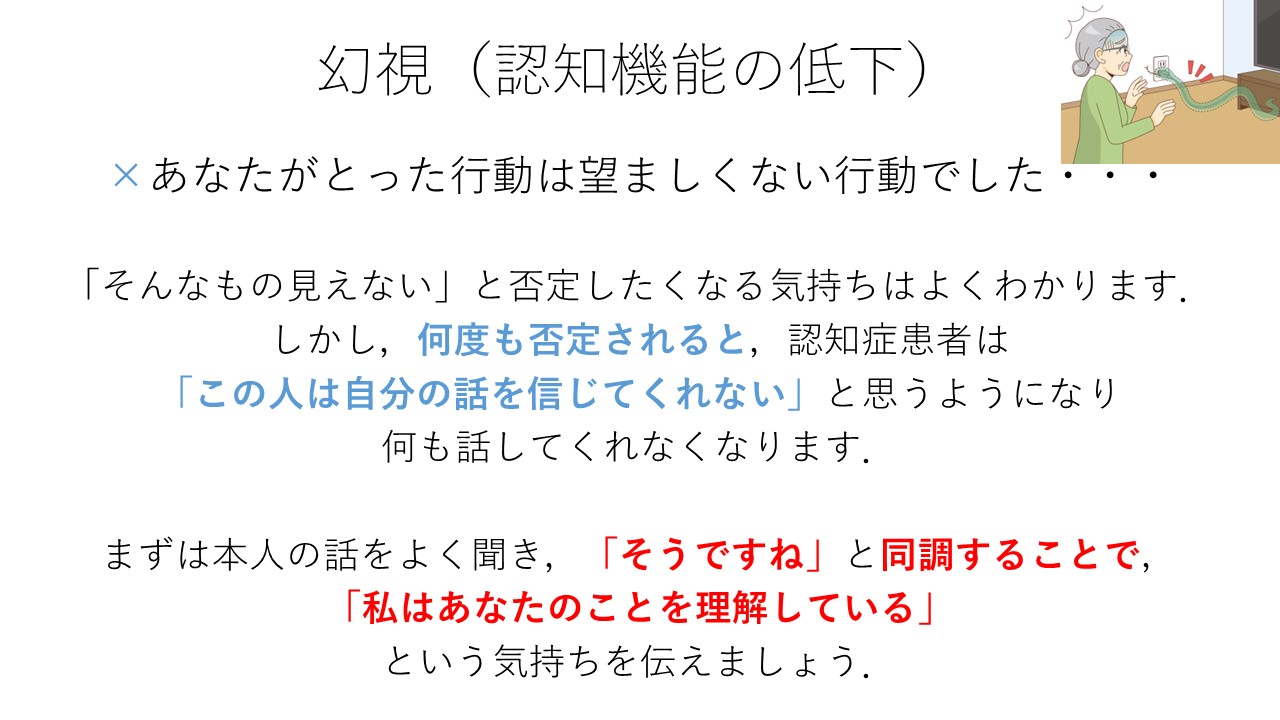 幻視（認知機能の低下）
×あなたがとった行動は望ましくない行動でした・・・
「そんなもの見えない」と否定したくなる気持ちはよくわかります．
しかし，何度も否定されると，認知症患者は
「この人は自分の話を信じてくれない」と思うようになり
何も話してくれなくなります．
まずは本人の話をよく聞き，「そうですね」と同調することで，
「私はあなたのことを理解している」
という気持ちを伝えましょう．